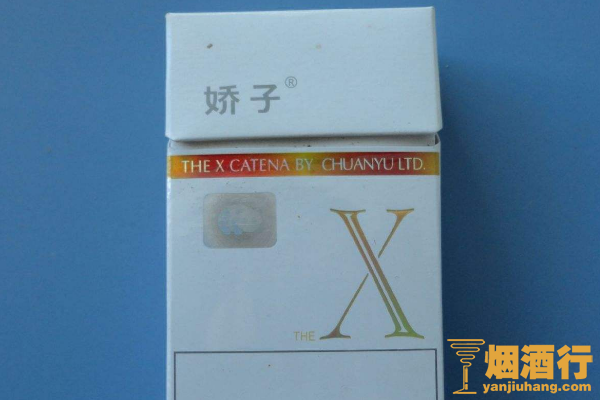 娇子®
THE X CATENA BY CHUANYU LTD.
THE X
烟酒行
yanjiuhang.com